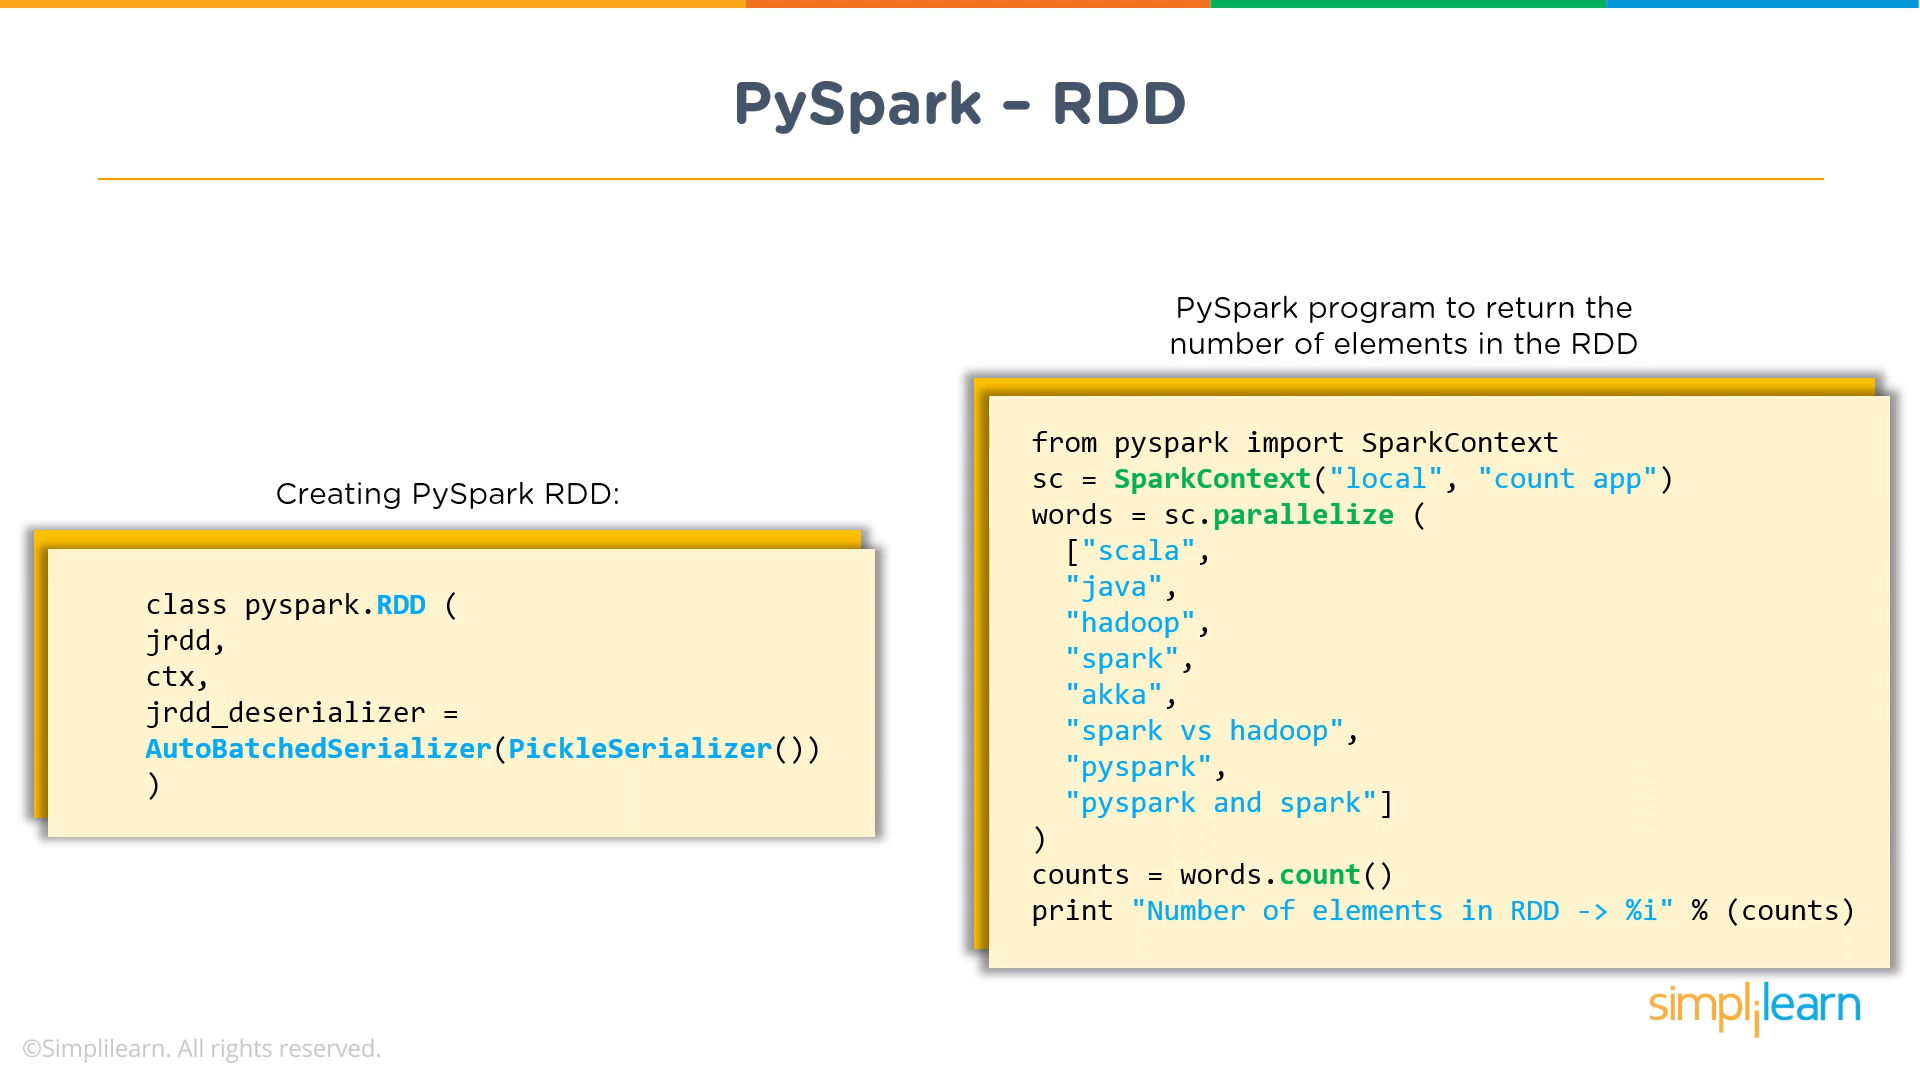 PySpark – RDD
Creating PySpark RDD:
class pyspark.RDD (
jrdd,
ctx,
jrdd_deserializer =
AutoBatchedSerializer(PickleSerializer())
)
PySpark program to return the
number of elements in the RDD
from pyspark import SparkContext
sc = SparkContext("local", "count app")
words = sc.parallelize (
  ["scala",
  "java",
  "hadoop",
  "spark",
  "akka",
  "spark vs hadoop",
  "pyspark",
  "pyspark and spark"]
)
counts = words.count()
print "Number of elements in RDD -> %i" % (counts)
simplilearn
©Simplilearn. All rights reserved.